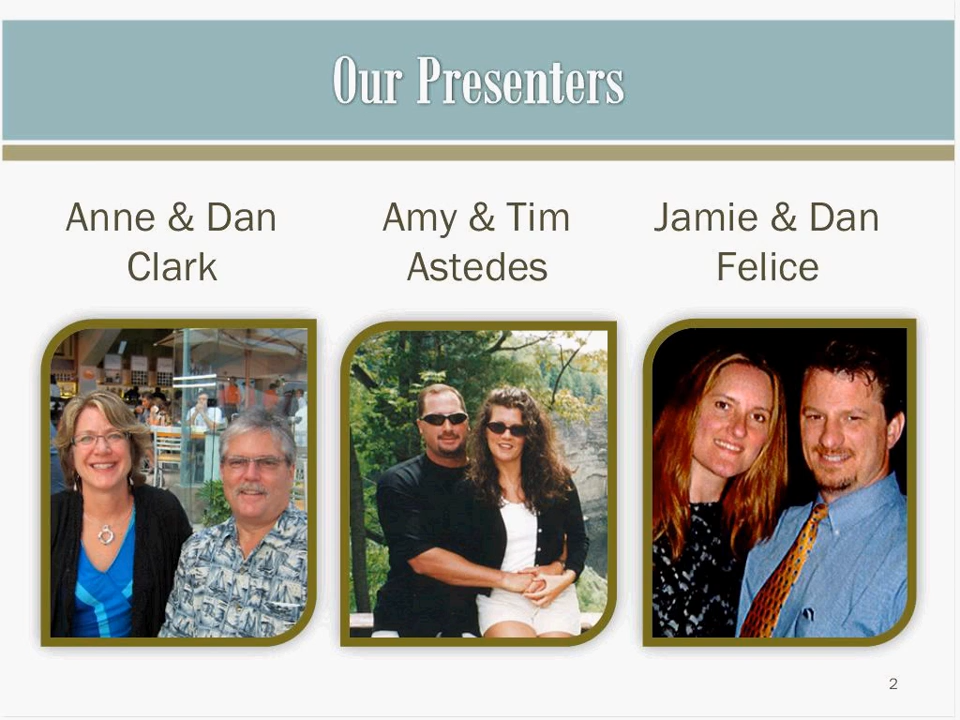 Our Presenters
Anne & Dan
Clark
Amy & Tim
Astedes
Jamie & Dan
Felice
2